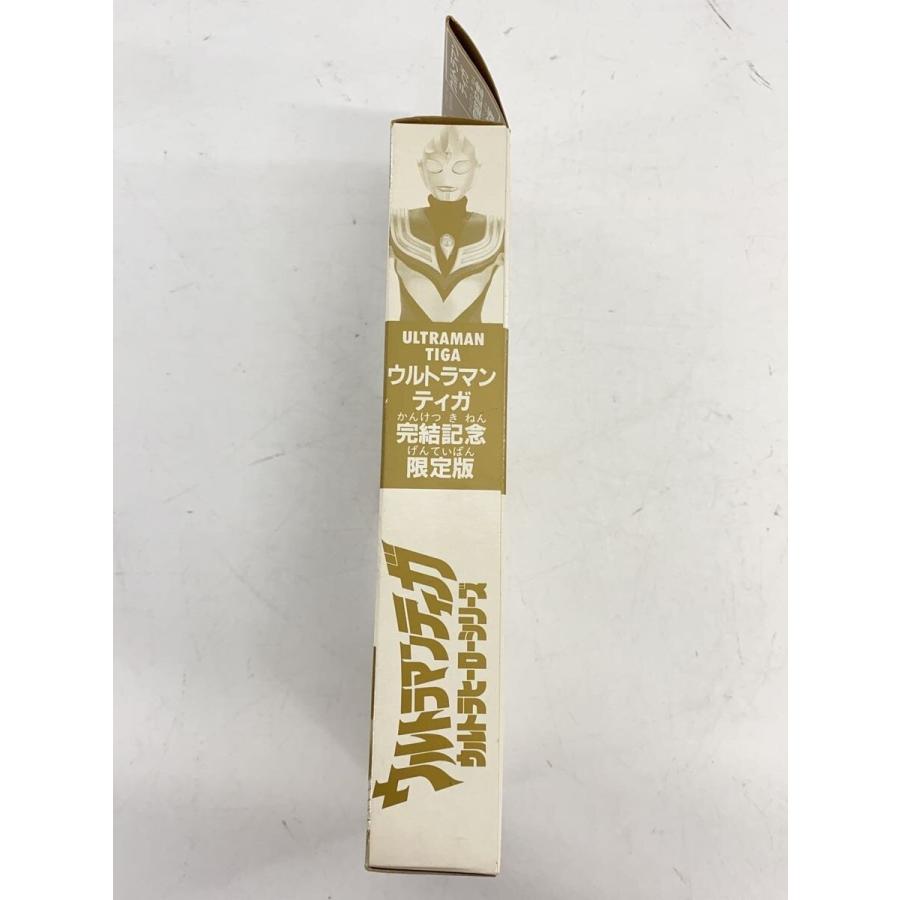 ULTRAMAN
TIGA
ウルトラマン
ティガ
かんけつ き ねん
完結記念
げんていばん
限定版
ウルトラマンティガ
ウルトラヒーローシリーズ